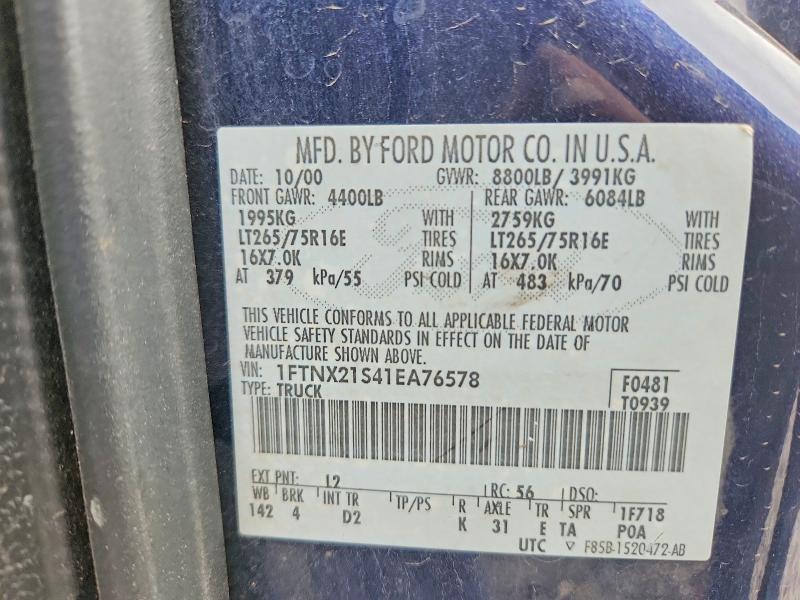 MFD. BY FORD MOTOR CO. IN U.S.A.
DATE: 10/00 GVWR: 8800LB / 3991KG
FRONT GAWR: 4400LB REAR GAWR: 6084LB
1995KG WITH 2759KG WITH
LT265/75R16E TIRES LT265/75R16E TIRES
16X7.0K RIMS 16X7.0K RIMS
AT 379 kPa/55 PSI COLD AT 483 kPa/70 PSI COLD
THIS VEHICLE CONFORMS TO ALL APPLICABLE FEDERAL MOTOR
VEHICLE SAFETY STANDARDS IN EFFECT ON THE DATE OF
MANUFACTURE SHOWN ABOVE.
VIN: 1FTNX21S41EA76578 F0481
TYPE: TRUCK T0939
EXT PNT: 12 RC: 56 DSO:
WB BRK INT TR TP/PS R AXLE TR SPR 1F718
142 4 D2 K 31 E TA POA
UTC ▽ F85B-1520472-AB